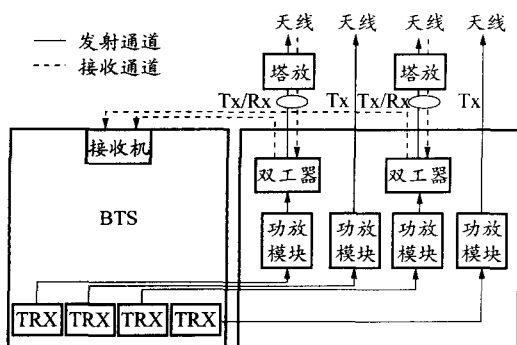 天线 天线 天线 天线
发射通道
接收通道
塔放 塔放
Tx/Rx Tx Tx/Rx Tx
接收机
双工器 双工器
BTS
功放模块 功放模块 功放模块 功放模块
TRX TRX TRX TRX